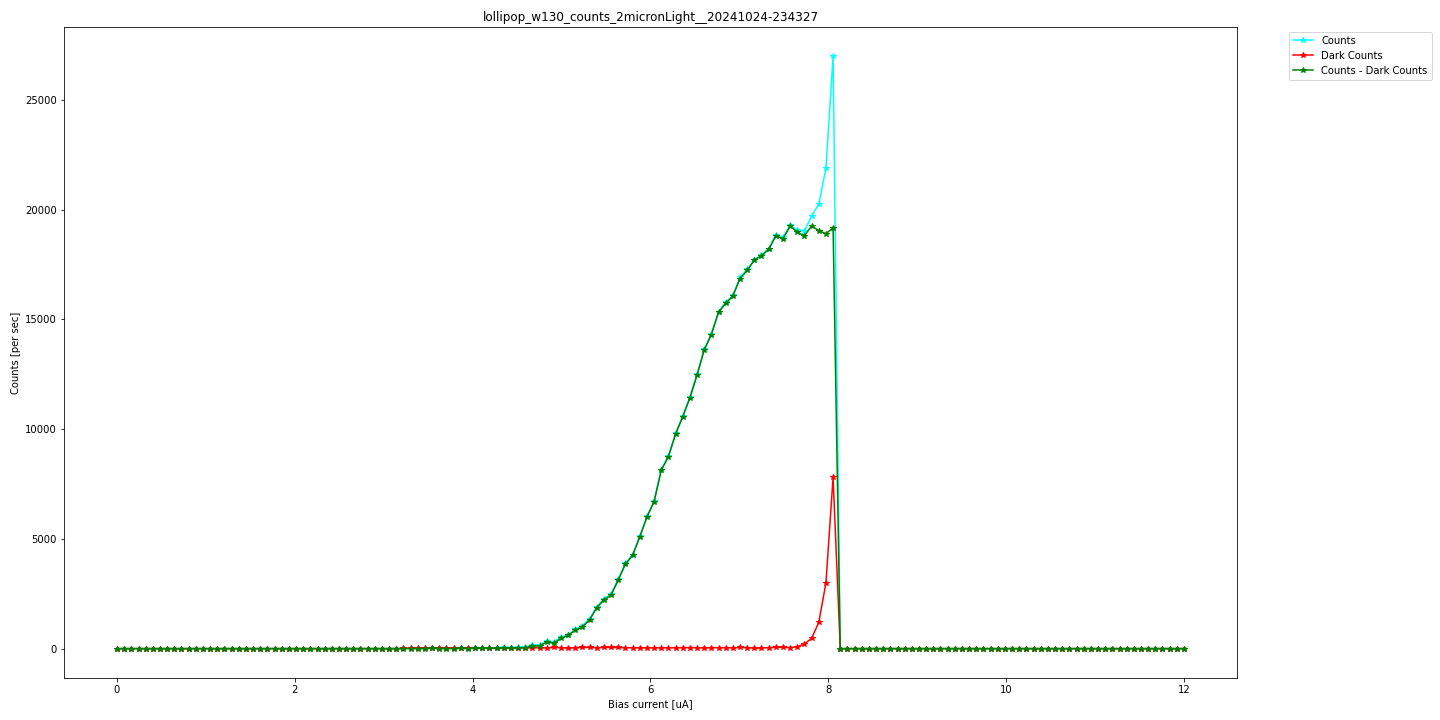 lollipop_w130_counts_2micronLight__20241024-234327
Counts
Dark Counts
Counts - Dark Counts
25000
20000
15000
10000
5000
0
Counts [per sec]
0 2 4 6 8 10 12
Bias current [uA]